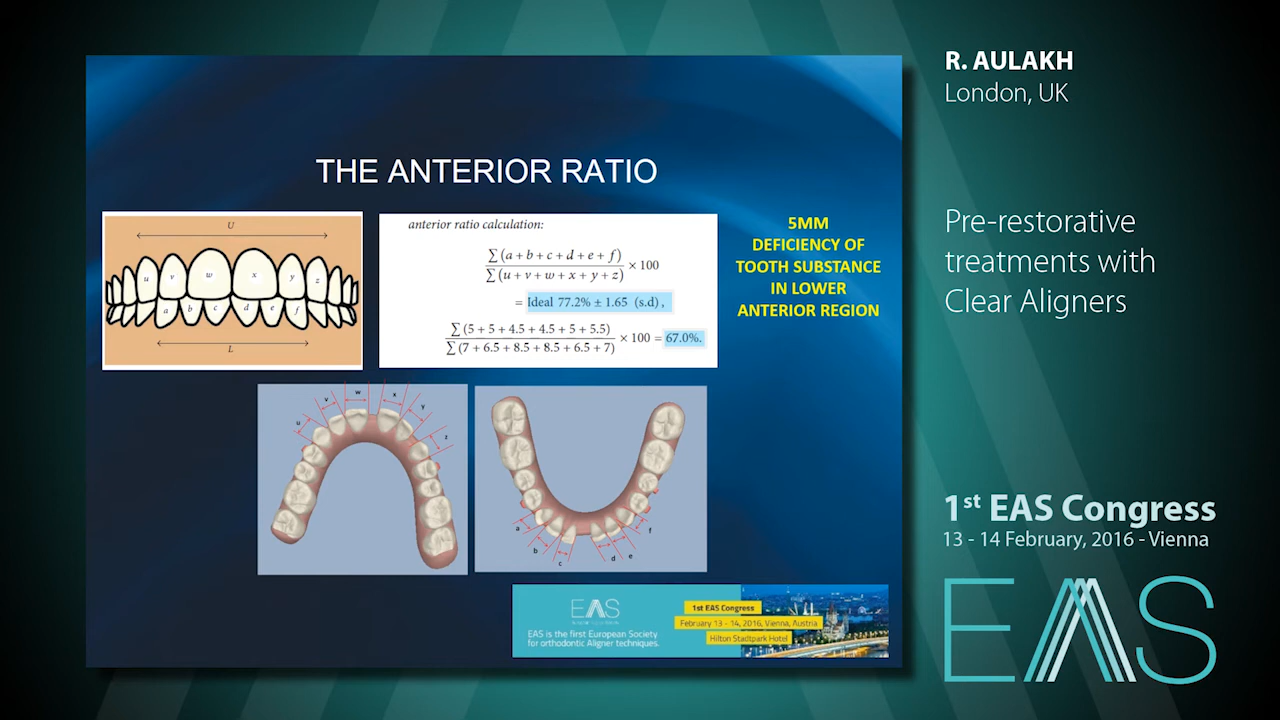 R. AULAKH
London, UK
Pre-restorative
treatments with
Clear Aligners
1st EAS Congress
13 - 14 February, 2016 - Vienna
EAS
THE ANTERIOR RATIO
U
u v w x y z
a b c d e f
L
anterior ratio calculation:
∑ (a + b + c + d + e + f)
∑ (u + v + w + x + y + z)
× 100
= Ideal 77.2% ± 1.65 (s.d) ,
∑ (5 + 5 + 4.5 + 4.5 + 5 + 5.5)
∑ (7 + 6.5 + 8.5 + 8.5 + 6.5 + 7)
× 100 = 67.0%.
5MM
DEFICIENCY OF
TOOTH SUBSTANCE
IN LOWER
ANTERIOR REGION
u v w x y z
a b c d e f
EAS
EAS is the first European Society
for orthodontic Aligner techniques.
1st EAS Congress
February 13 - 14, 2016, Vienna, Austria
Hilton Stadtpark Hotel